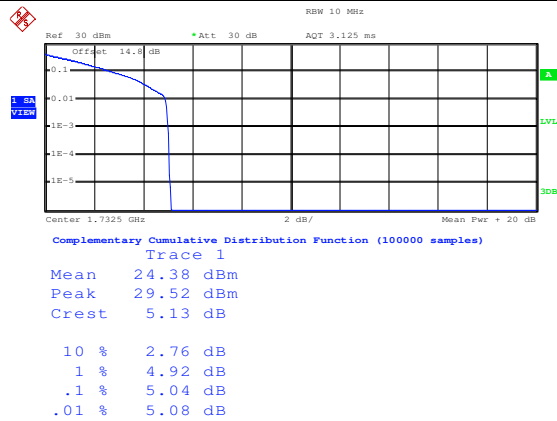 RBW 10 MHz
Ref 30 dBm *Att 30 dB AQT 3.125 ms
Offset 14.8 dB
0.1
A
1 SA
VIEW
0.01
1E-3
LVL
1E-4
1E-5
3DB
Center 1.7325 GHz 2 dB/ Mean Pwr + 20 dB
Complementary Cumulative Distribution Function (100000 samples)
Trace 1
Mean 24.38 dBm
Peak 29.52 dBm
Crest 5.13 dB
10 % 2.76 dB
1 % 4.92 dB
.1 % 5.04 dB
.01 % 5.08 dB